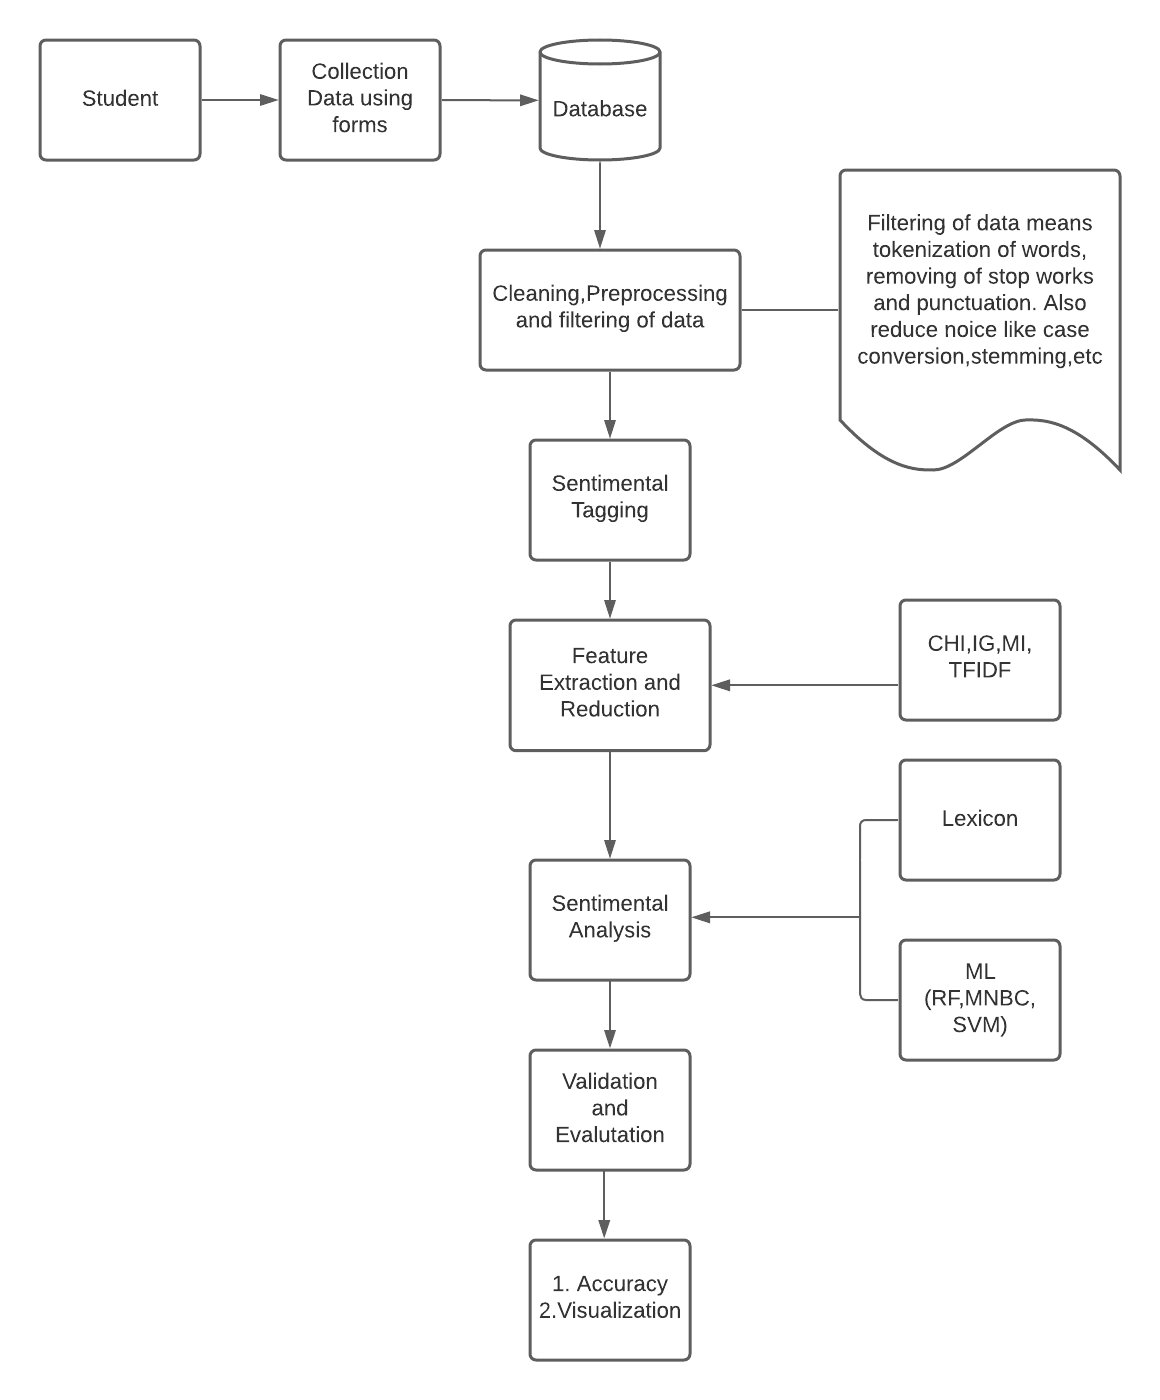 Student
Collection
Data using
forms
Database
Cleaning,Preprocessing
and filtering of data
Filtering of data means
tokenization of words,
removing of stop works
and punctuation. Also
reduce noice like case
conversion,stemming,etc
Sentimental
Tagging
Feature
Extraction and
Reduction
CHI,IG,MI,
TFIDF
Lexicon
Sentimental
Analysis
ML
(RF,MNBC,
SVM)
Validation
and
Evalutation
1. Accuracy
2.Visualization